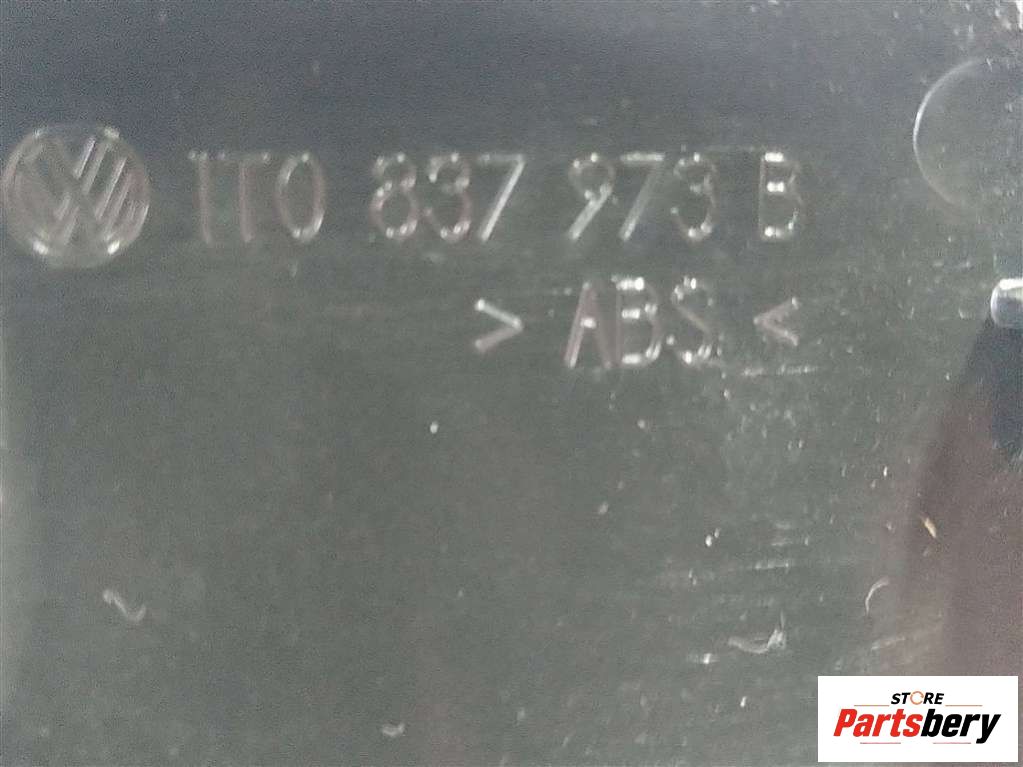 1T0 837 973 B
> ABS <
STORE
Partsbery